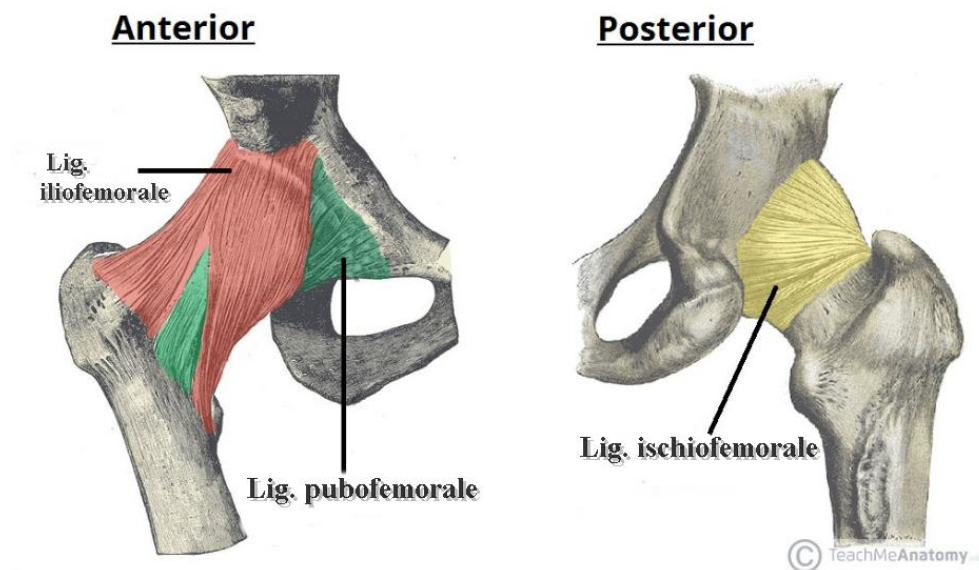 Anterior
Posterior
Lig.
iliofemorale
Lig. pubofemorale
Lig. ischiofemorale
© TeachMeAnatomy